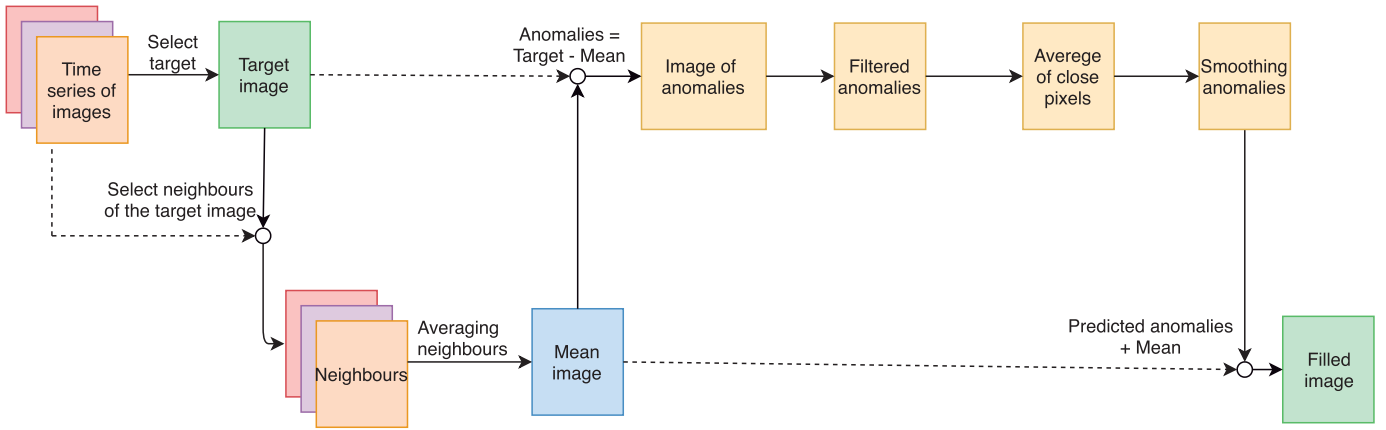 Time
series of
images
Select
target
Target
image
Anomalies =
Target - Mean
Image of
anomalies
Filtered
anomalies
Averege
of close
pixels
Smoothing
anomalies
Select neighbours
of the target image
Neighbours
Averaging
neighbours
Mean
image
Predicted anomalies
+ Mean
Filled
image